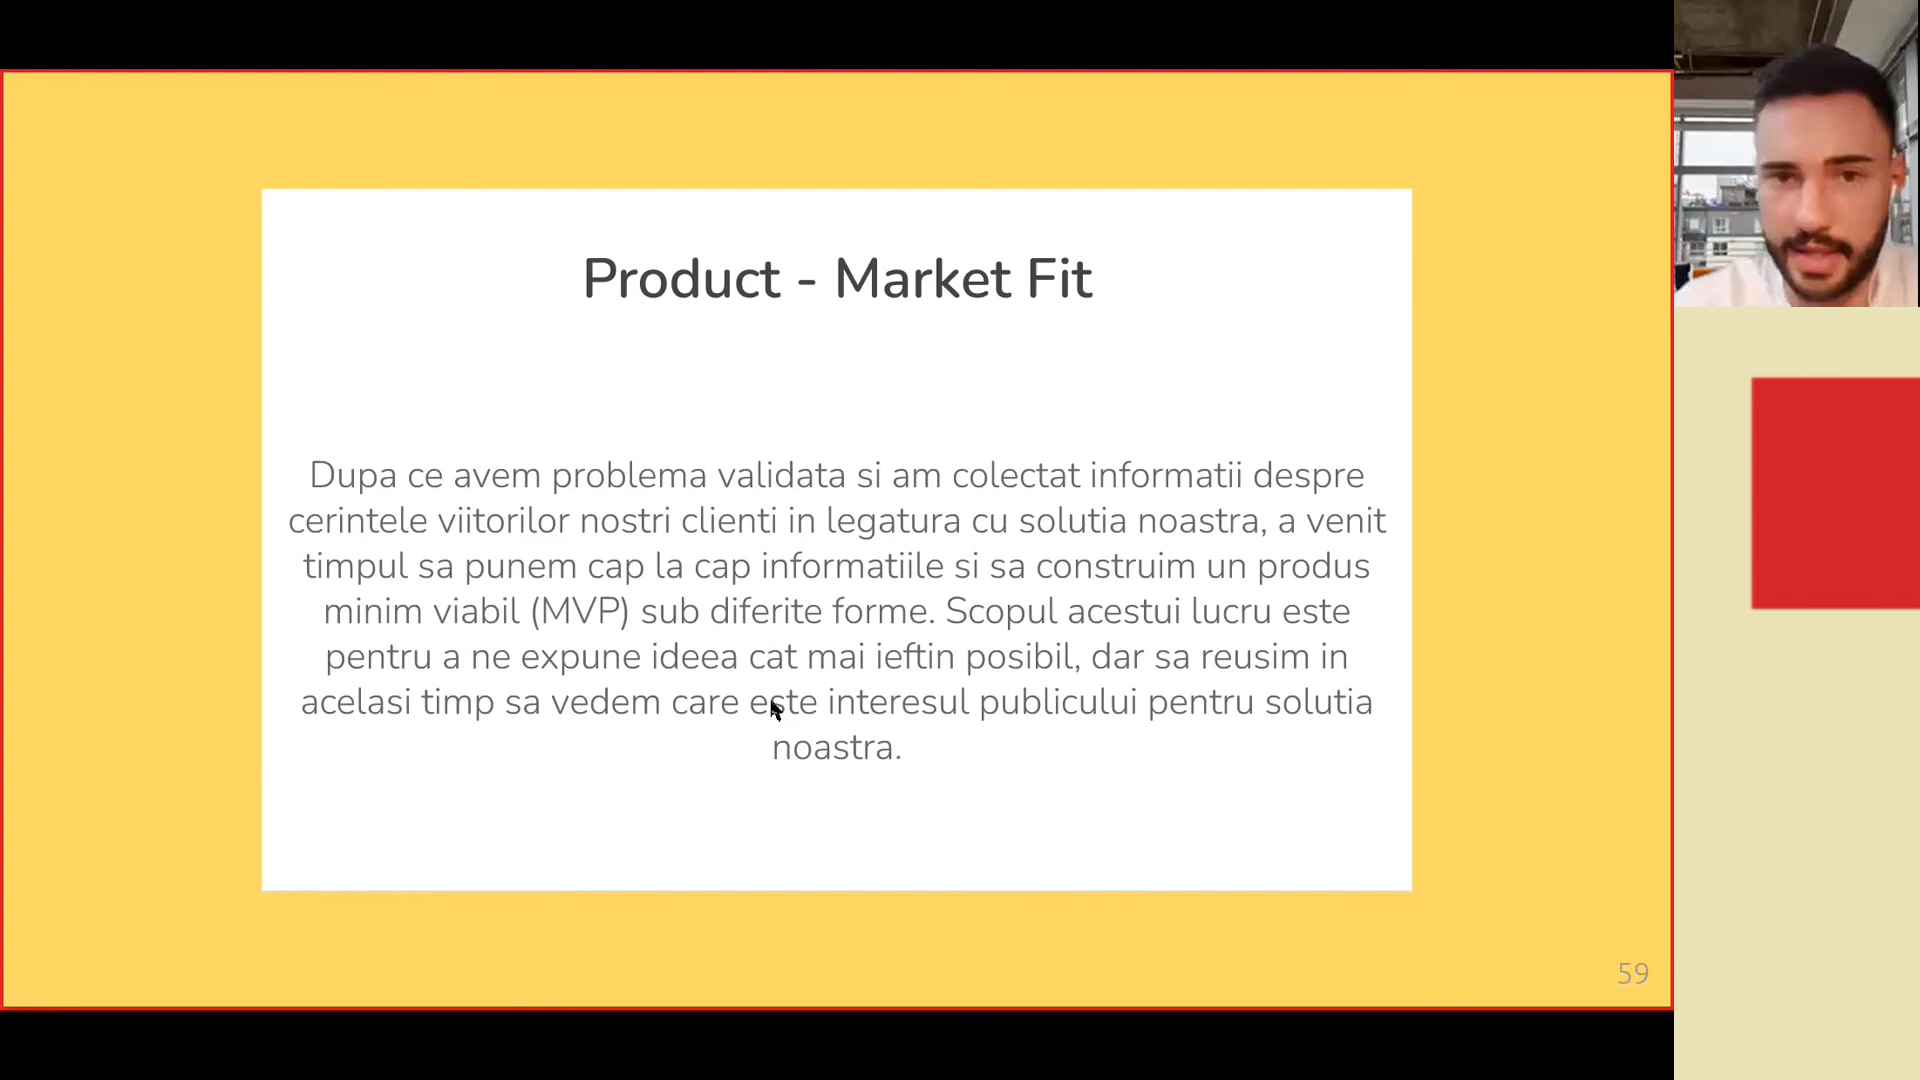 Product - Market Fit
Dupa ce avem problema validata si am colectat informatii despre
cerintele viitorilor nostri clienti in legatura cu solutia noastra, a venit
timpul sa punem cap la cap informatiile si sa construim un produs
minim viabil (MVP) sub diferite forme. Scopul acestui lucru este
pentru a ne expune ideea cat mai ieftin posibil, dar sa reusim in
acelasi timp sa vedem care este interesul publicului pentru solutia
noastra.
59